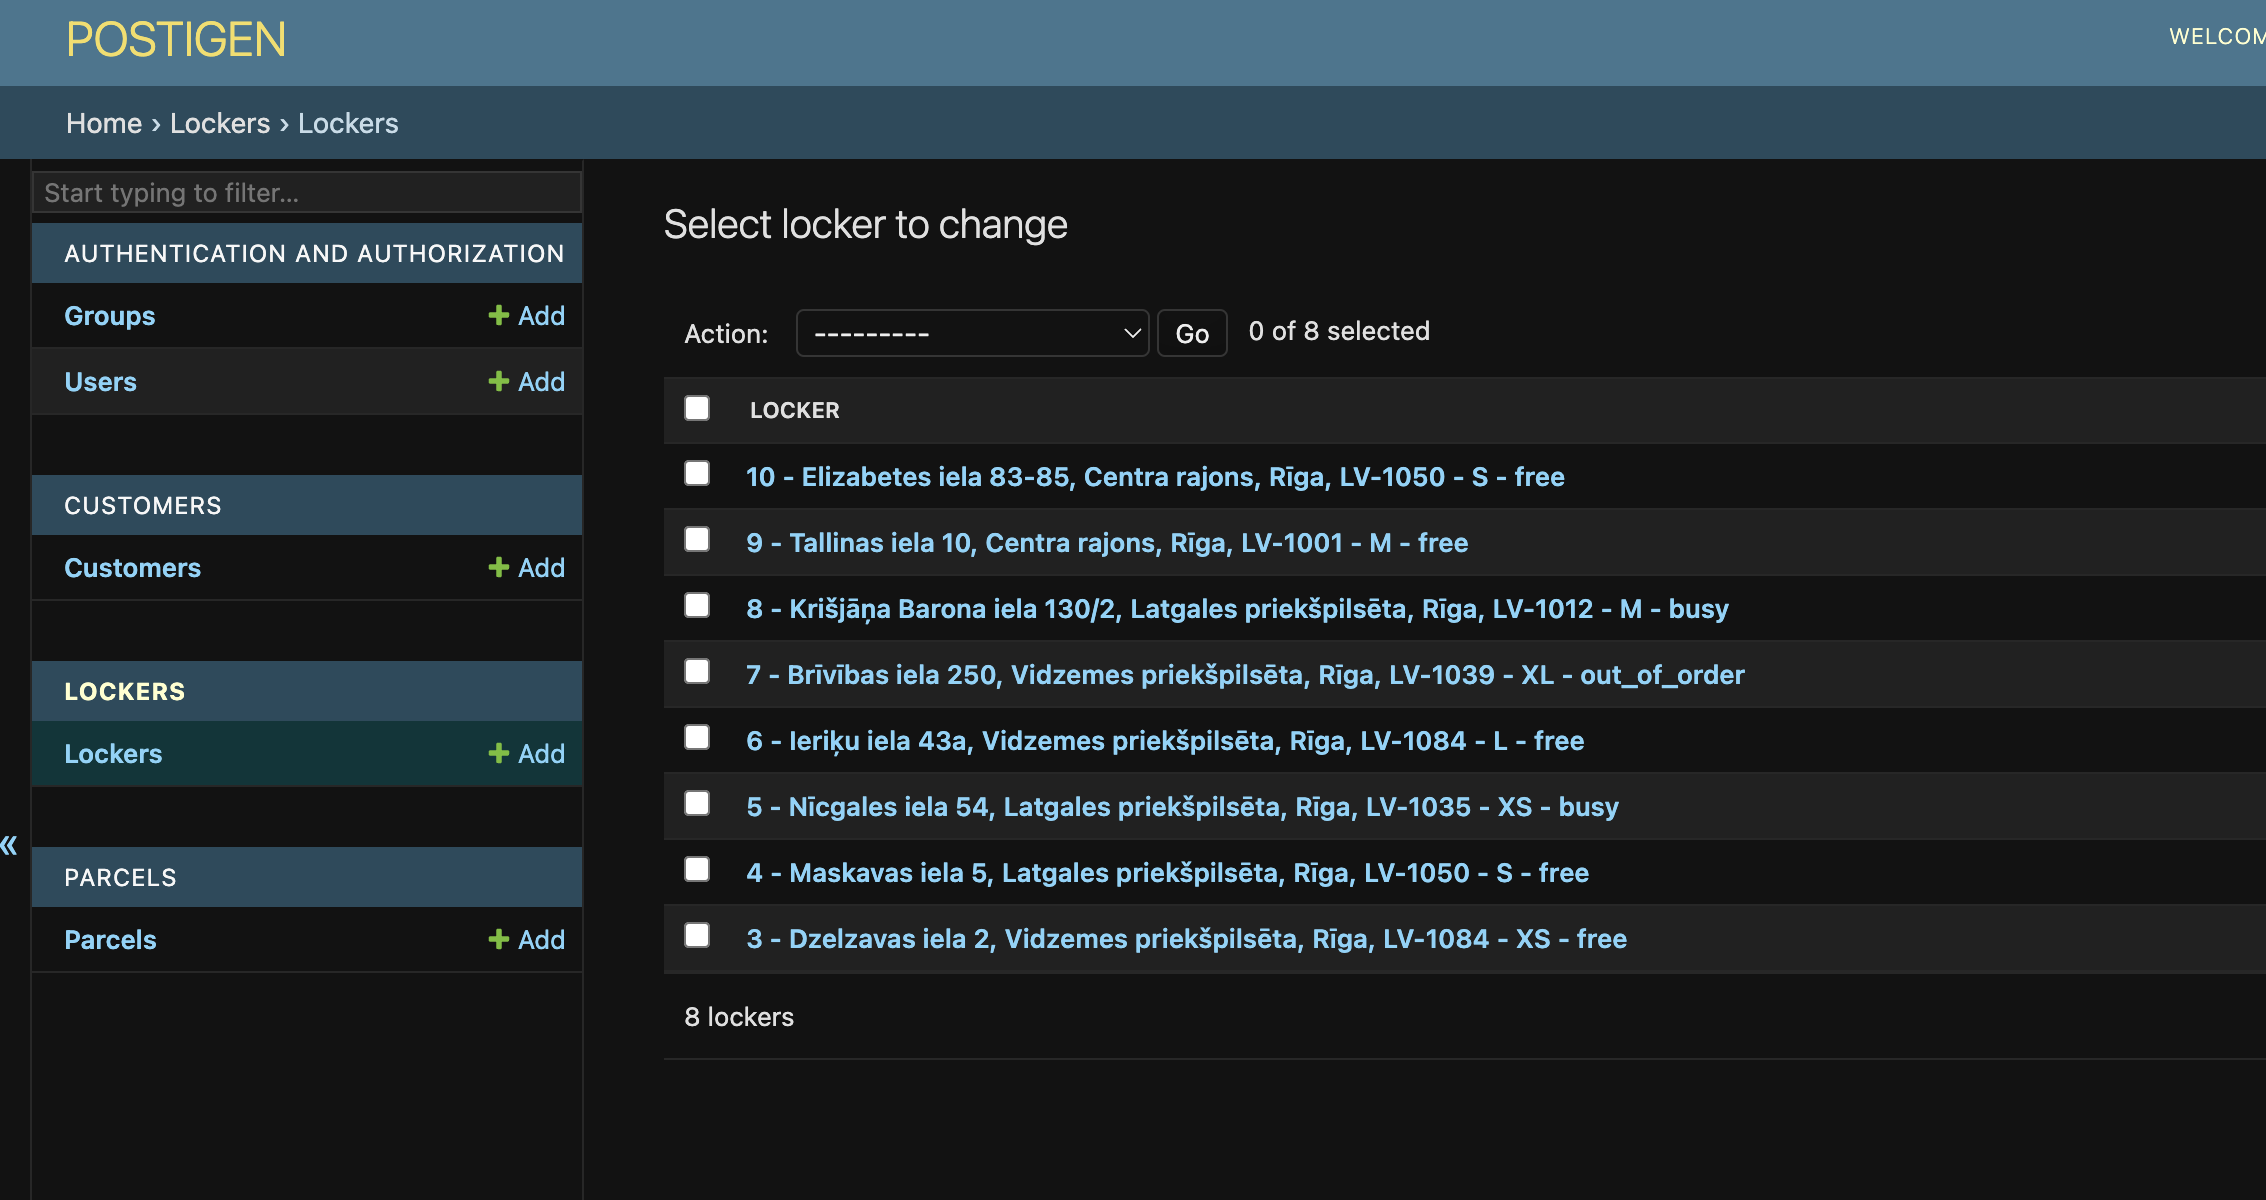 POSTIGEN
WELCOM
Home › Lockers › Lockers
Start typing to filter...
AUTHENTICATION AND AUTHORIZATION
Groups + Add
Users + Add
CUSTOMERS
Customers + Add
LOCKERS
Lockers + Add
«
PARCELS
Parcels + Add
Select locker to change
Action: --------- Go 0 of 8 selected
LOCKER
10 - Elizabetes iela 83-85, Centra rajons, Rīga, LV-1050 - S - free
9 - Tallinas iela 10, Centra rajons, Rīga, LV-1001 - M - free
8 - Krišjāņa Barona iela 130/2, Latgales priekšpilsēta, Rīga, LV-1012 - M - busy
7 - Brīvības iela 250, Vidzemes priekšpilsēta, Rīga, LV-1039 - XL - out_of_order
6 - Ieriķu iela 43a, Vidzemes priekšpilsēta, Rīga, LV-1084 - L - free
5 - Nīcgales iela 54, Latgales priekšpilsēta, Rīga, LV-1035 - XS - busy
4 - Maskavas iela 5, Latgales priekšpilsēta, Rīga, LV-1050 - S - free
3 - Dzelzavas iela 2, Vidzemes priekšpilsēta, Rīga, LV-1084 - XS - free
8 lockers